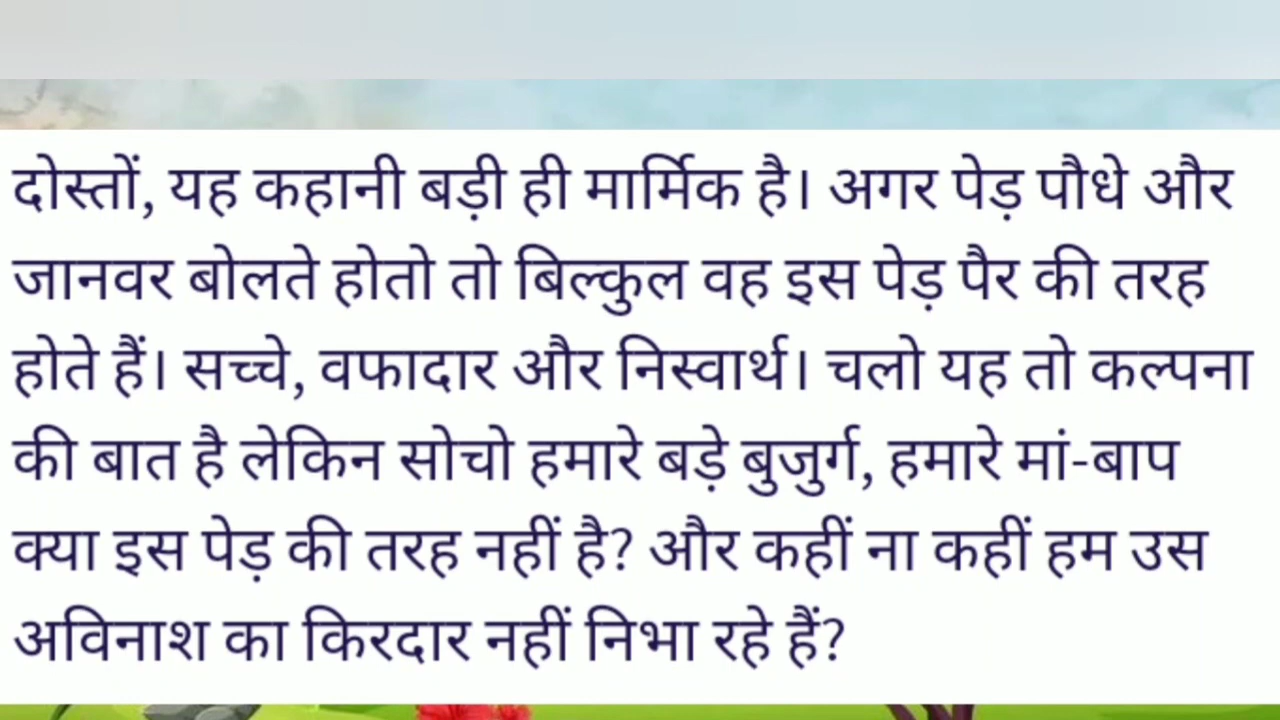 दोस्तों, यह कहानी बड़ी ही मार्मिक है। अगर पेड़ पौधे और
जानवर बोलते होतो तो बिल्कुल वह इस पेड़ पैर की तरह
होते हैं। सच्चे, वफादार और निस्वार्थ। चलो यह तो कल्पना
की बात है लेकिन सोचो हमारे बड़े बुजुर्ग, हमारे मां-बाप
क्या इस पेड़ की तरह नहीं है? और कहीं ना कहीं हम उस
अविनाश का किरदार नहीं निभा रहे हैं?